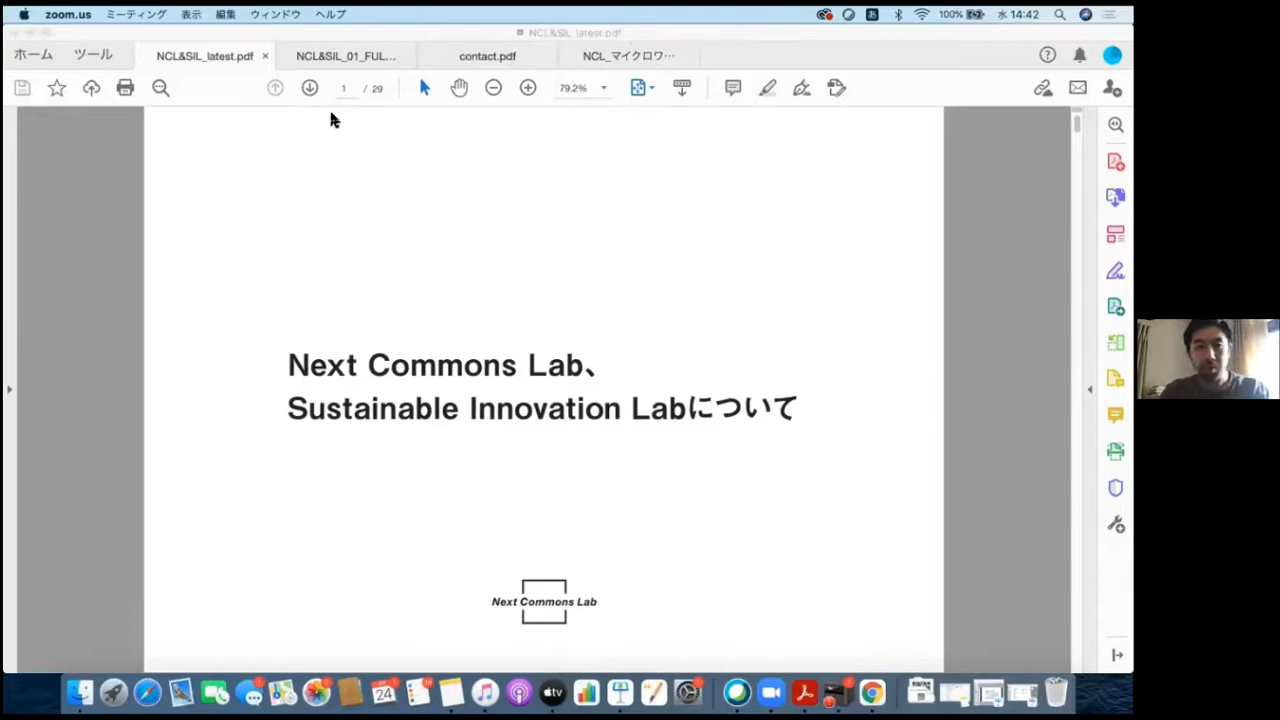 zoom.us ミーティング 表示 編集 ウィンドウ ヘルプ 100% 水 14:42
NCL&SIL_latest.pdf
ホーム ツール NCL&SIL_latest.pdf × NCL&SIL_01_FUL... contact.pdf NCL_マイクロワ…
1 / 29 79.2%
Next Commons Lab、
Sustainable Innovation Labについて
Next Commons Lab
24
tv